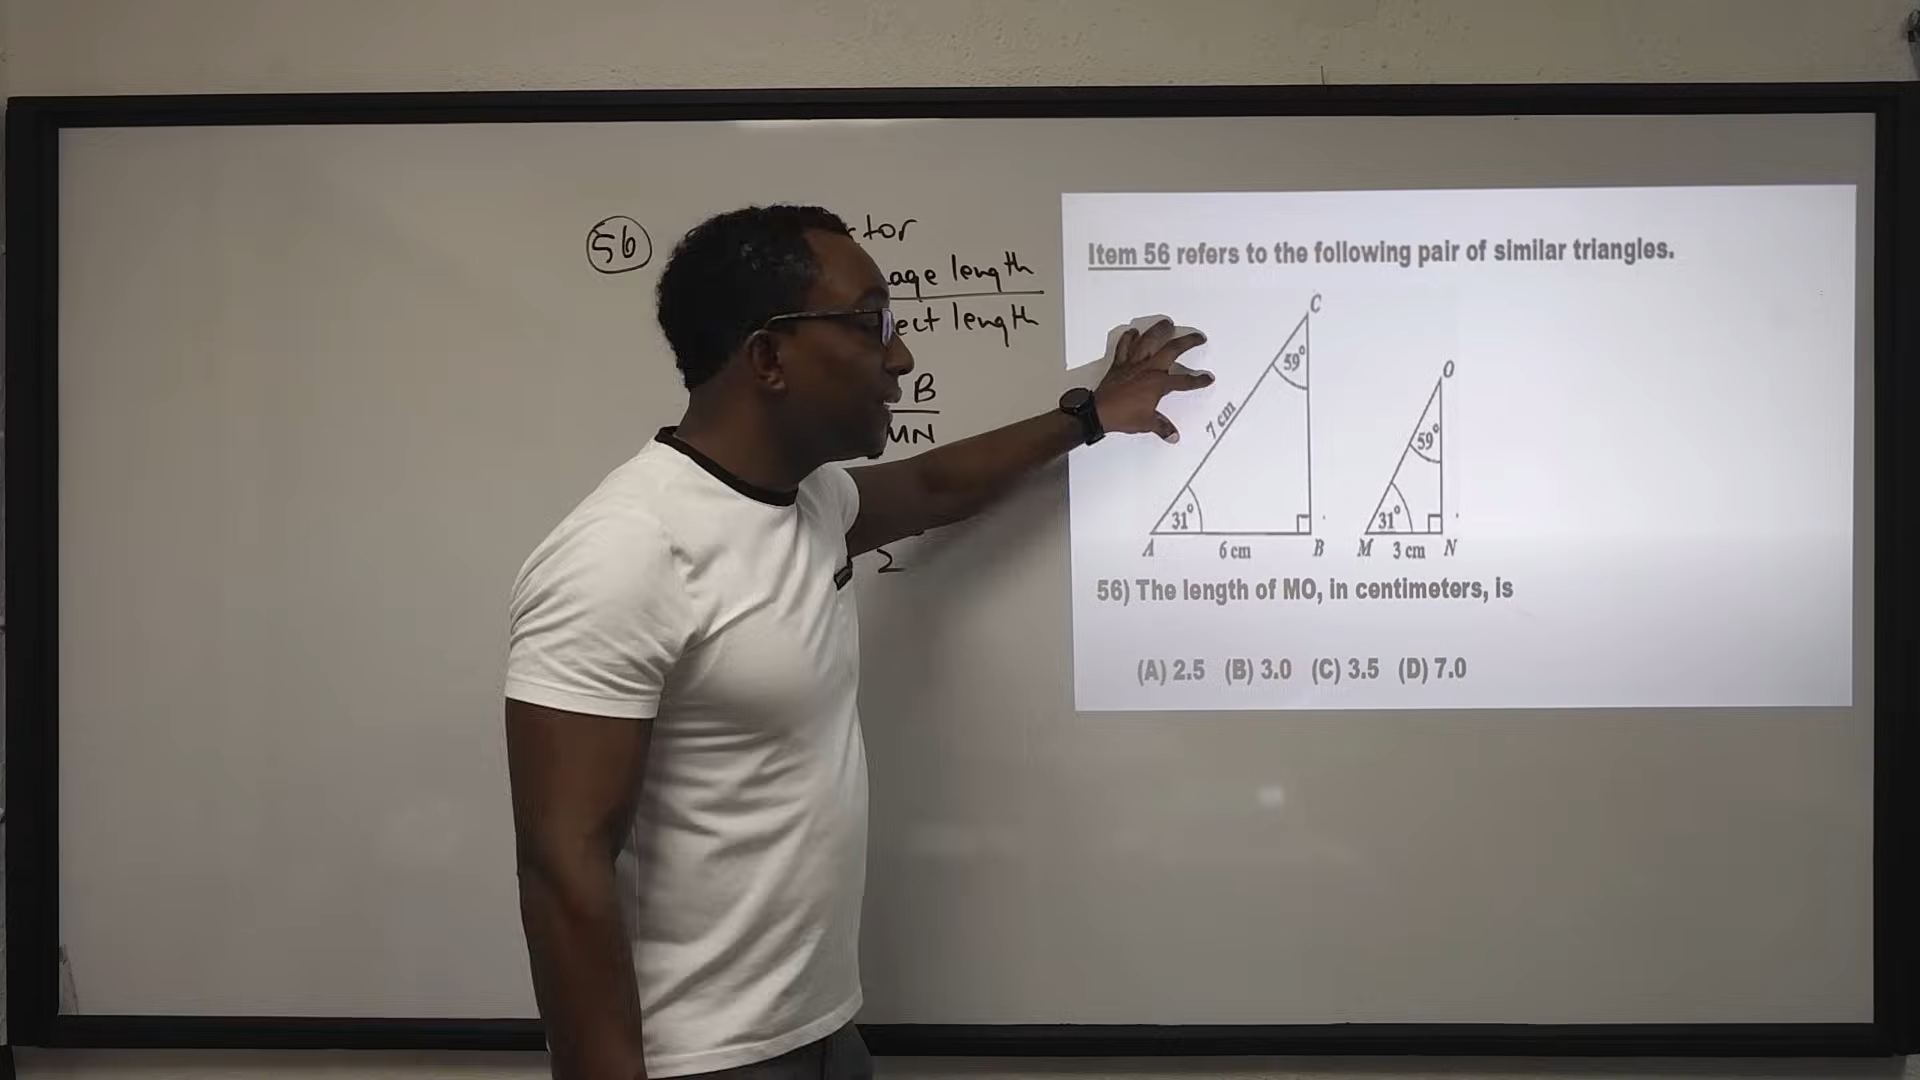 56
tor
age length
ect length
B
MN
2
Item 56 refers to the following pair of similar triangles.
C
59°
7 cm
31°
A
6 cm
B
O
59°
31°
M
3 cm
N
56) The length of MO, in centimeters, is
(A) 2.5 (B) 3.0 (C) 3.5 (D) 7.0